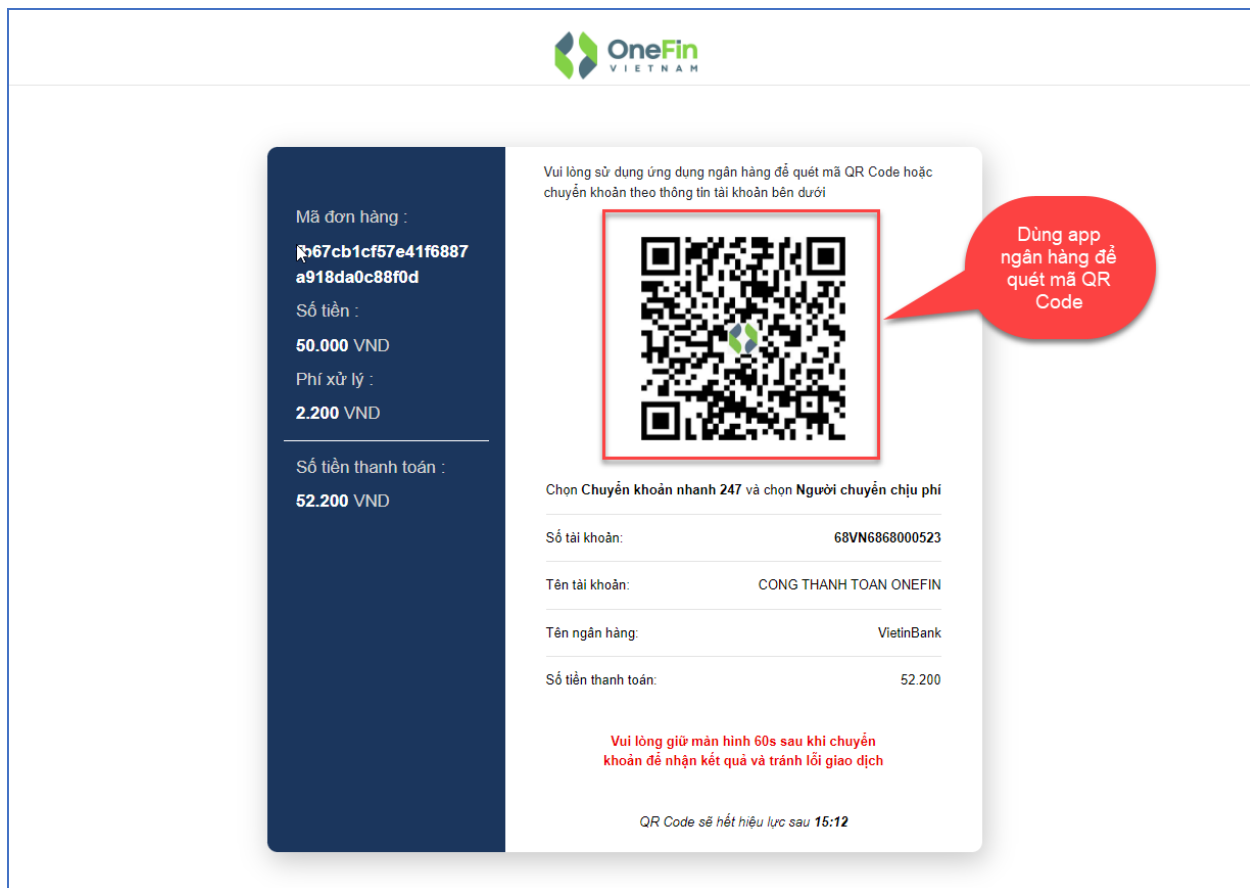 OneFin
VIETNAM
Vui lòng sử dụng ứng dụng ngân hàng để quét mã QR Code hoặc
chuyển khoản theo thông tin tài khoản bên dưới
Mã đơn hàng :
b67cb1cf57e41f6887
a918da0c88f0d
Số tiền :
50.000 VND
Phí xử lý :
2.200 VND
Số tiền thanh toán :
52.200 VND
Dùng app
ngân hàng để
quét mã QR
Code
Chọn Chuyển khoản nhanh 247 và chọn Người chuyển chịu phí
Số tài khoản: 68VN6868000523
Tên tài khoản: CONG THANH TOAN ONEFIN
Tên ngân hàng: VietinBank
Số tiền thanh toán: 52.200
Vui lòng giữ màn hình 60s sau khi chuyển
khoản để nhận kết quả và tránh lỗi giao dịch
QR Code sẽ hết hiệu lực sau 15:12